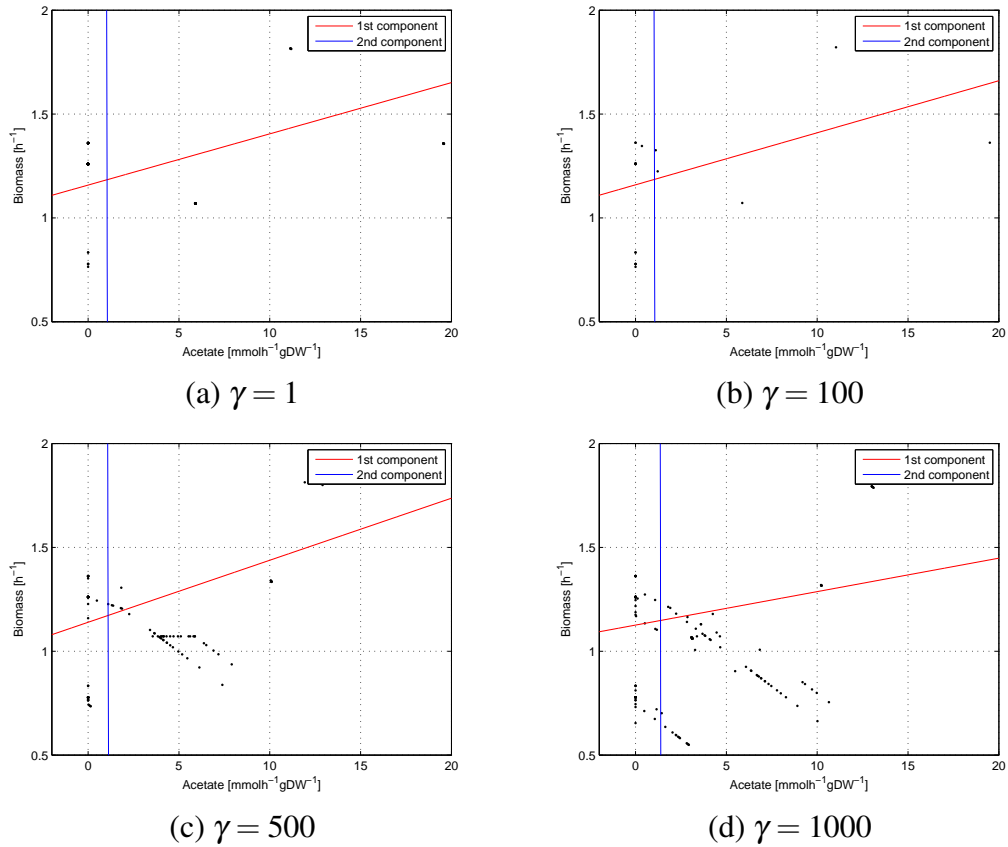 2
1st component
2nd component
1.5
Biomass [h⁻¹]
1
0.5
0 5 10 15 20
Acetate [mmolh⁻¹gDW⁻¹]
(a) γ = 1
2
1st component
2nd component
1.5
Biomass [h⁻¹]
1
0.5
0 5 10 15 20
Acetate [mmolh⁻¹gDW⁻¹]
(b) γ = 100
2
1st component
2nd component
1.5
Biomass [h⁻¹]
1
0.5
0 5 10 15 20
Acetate [mmolh⁻¹gDW⁻¹]
(c) γ = 500
2
1st component
2nd component
1.5
Biomass [h⁻¹]
1
0.5
0 5 10 15 20
Acetate [mmolh⁻¹gDW⁻¹]
(d) γ = 1000